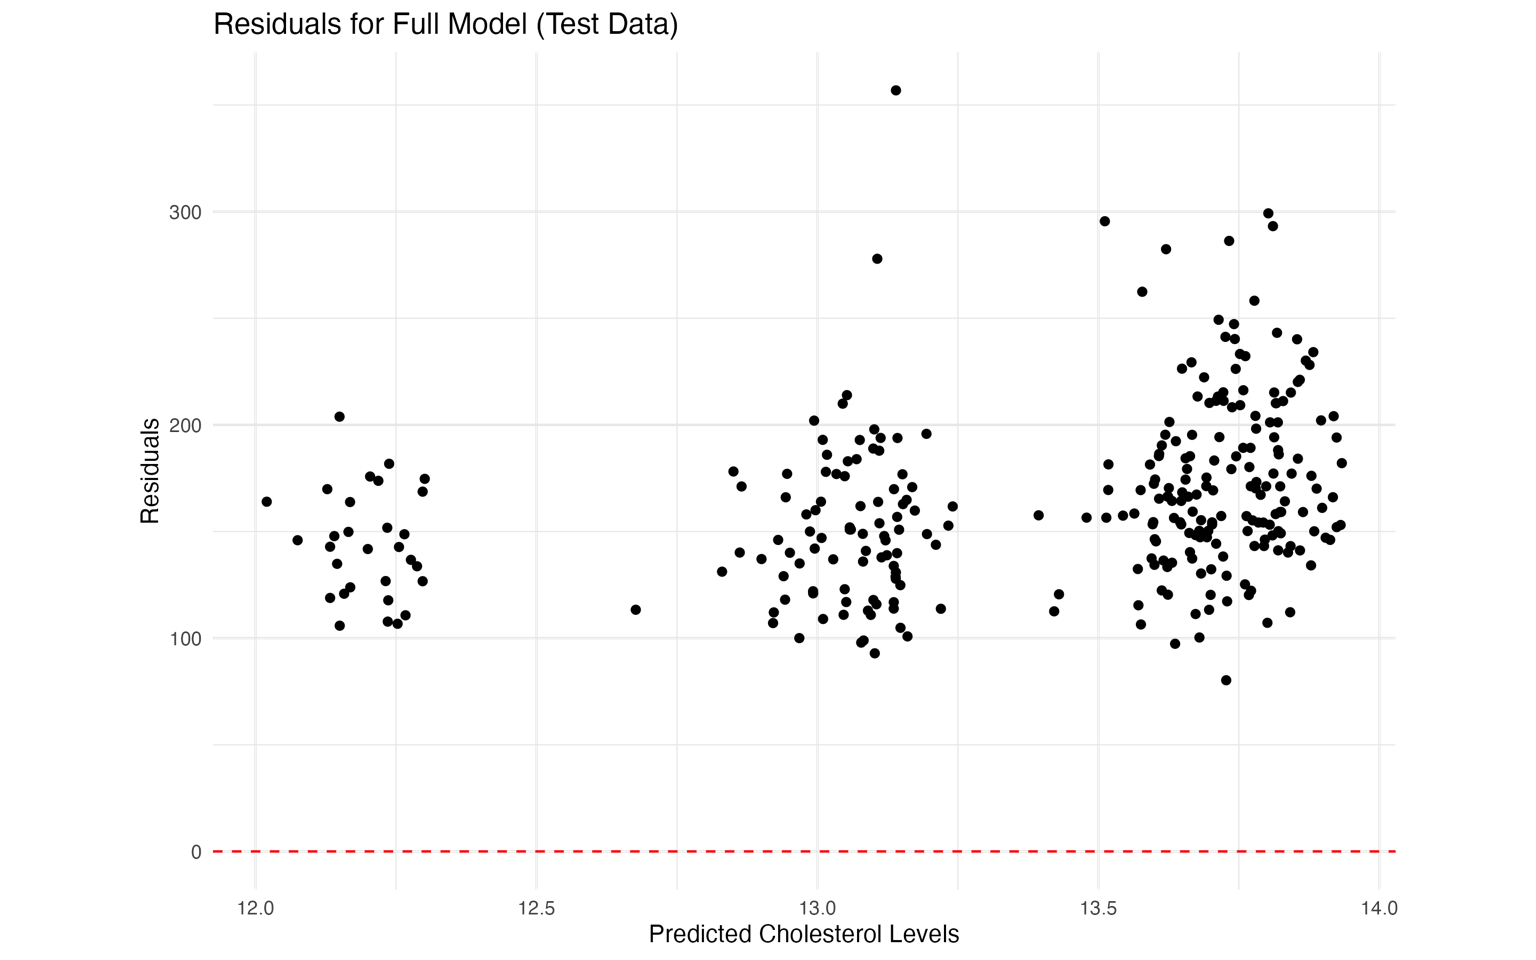 Residuals for Full Model (Test Data)
300
200
100
0
Residuals
12.0 12.5 13.0 13.5 14.0
Predicted Cholesterol Levels